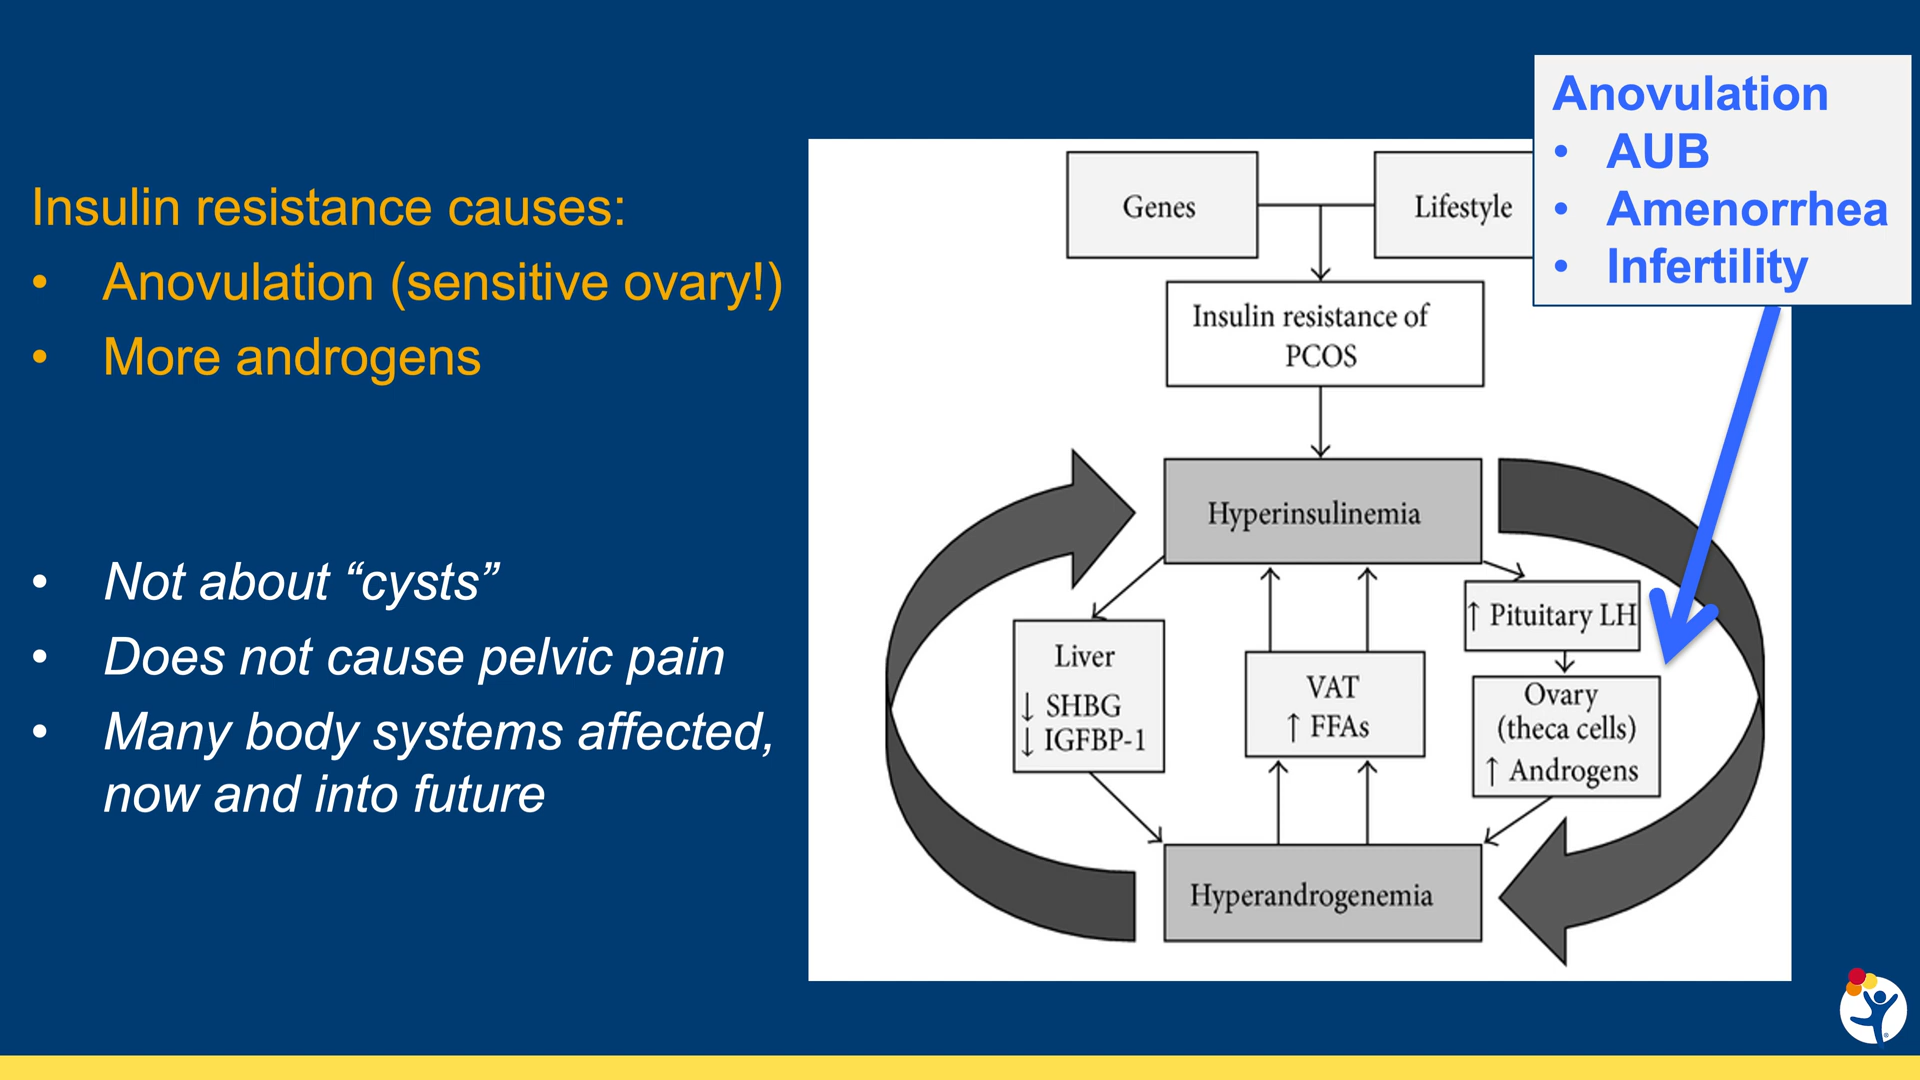 Insulin resistance causes:
• Anovulation (sensitive ovary!)
• More androgens
• Not about “cysts”
• Does not cause pelvic pain
• Many body systems affected,
now and into future
Anovulation
• AUB
• Amenorrhea
• Infertility
Genes
Lifestyle
Insulin resistance of
PCOS
Hyperinsulinemia
Liver
↓ SHBG
↓ IGFBP-1
VAT
↑ FFAs
↑ Pituitary LH
Ovary
(theca cells)
↑ Androgens
Hyperandrogenemia